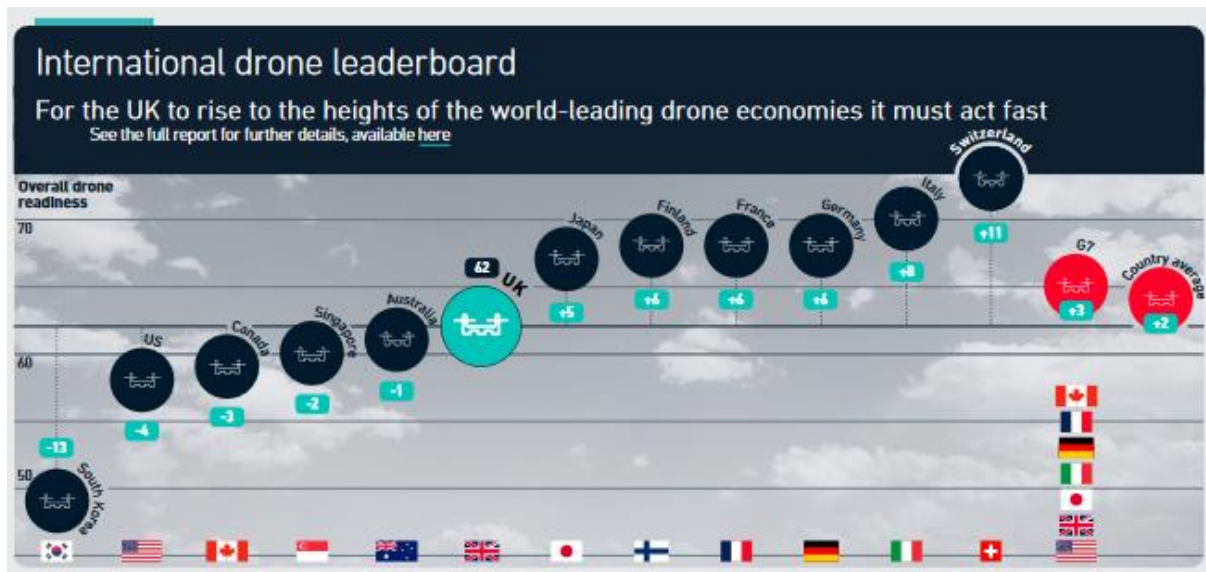 International drone leaderboard
For the UK to rise to the heights of the world-leading drone economies it must act fast
See the full report for further details, available here
Overall drone
readiness
70
60
50
South Korea
-13
US
-4
Canada
-3
Singapore
-2
Australia
-1
62
UK
Japan
+5
Finland
+6
France
+6
Germany
+6
Italy
+8
Switzerland
+11
G7
+3
Country average
+2